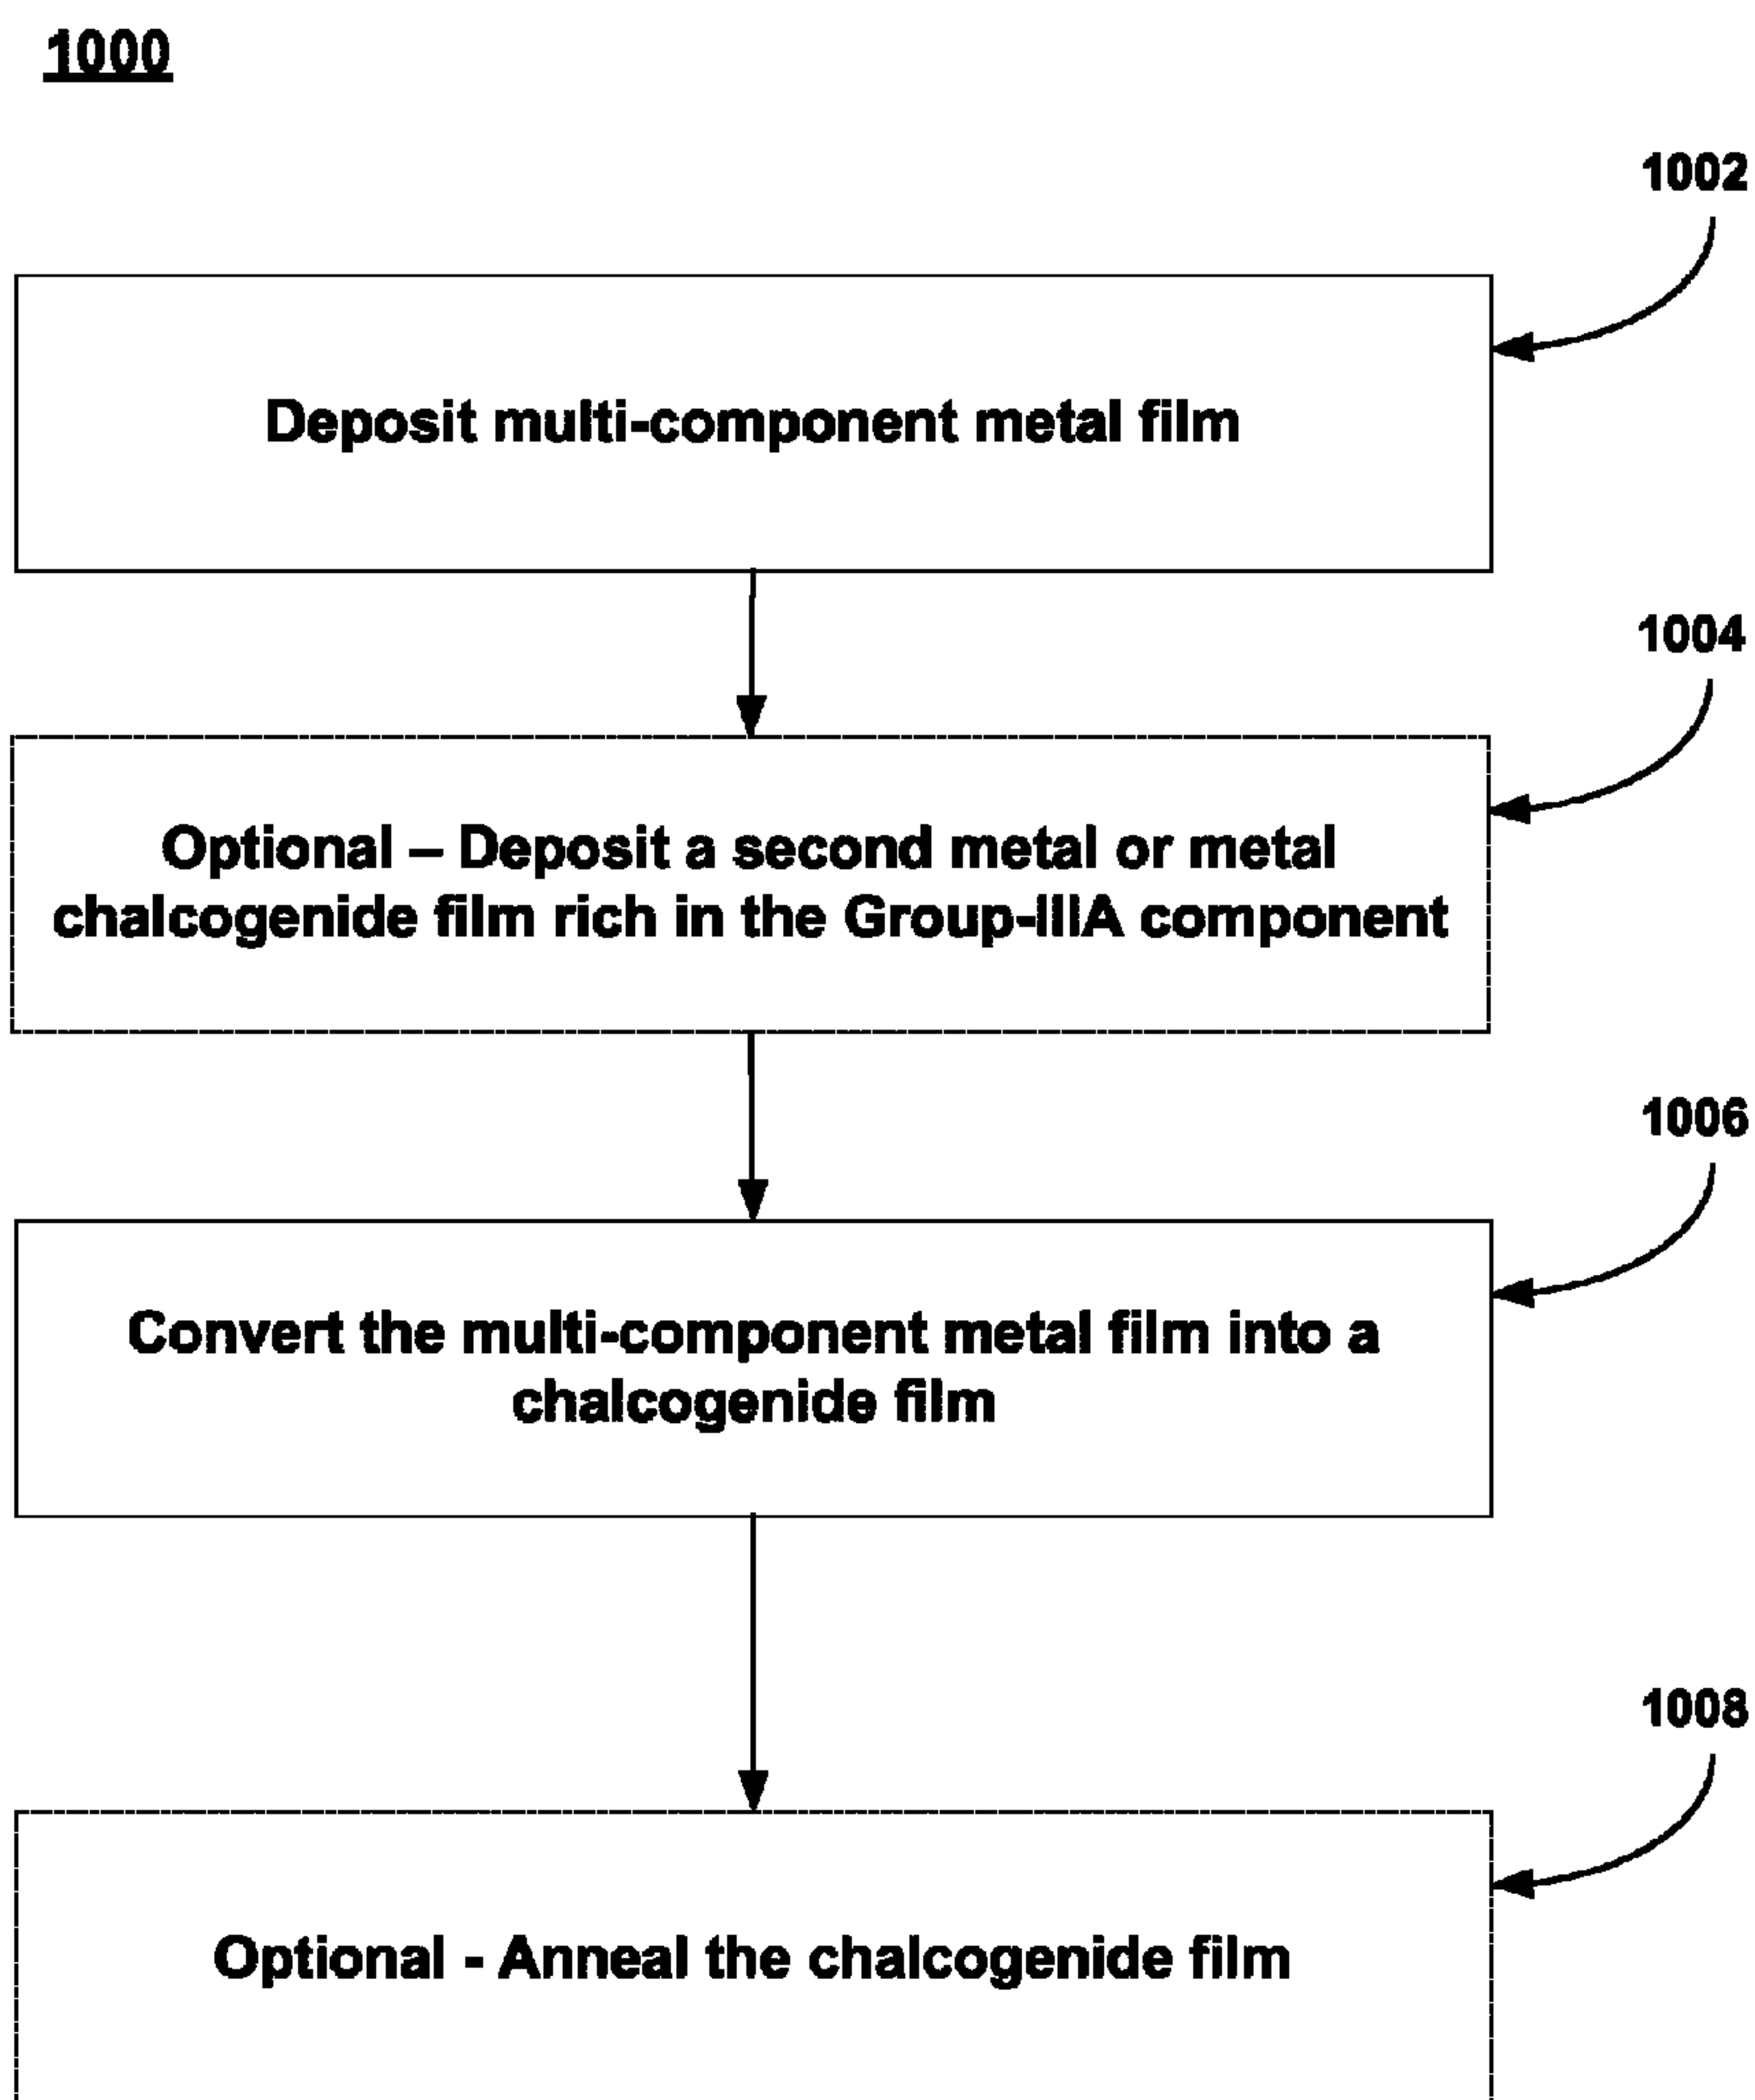 1000
1002
Deposit multi-component metal film
1004
Optional – Deposit a second metal or metal
chalcogenide film rich in the Group-IIIA component
1006
Convert the multi-component metal film into a
chalcogenide film
1008
Optional - Anneal the chalcogenide film